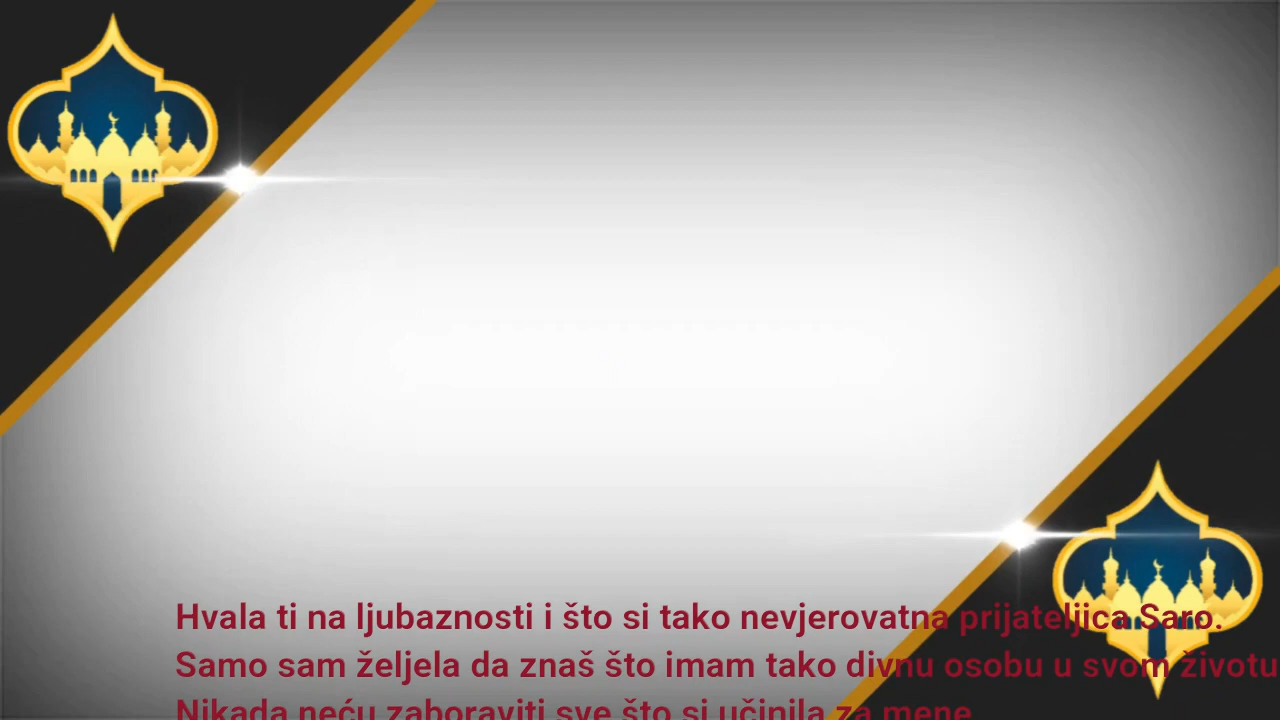 Hvala ti na ljubaznosti i što si tako nevjerovatna prijateljica Saro.
Samo sam željela da znaš što imam tako divnu osobu u svom životu
Nikada neću zaboraviti sve što si učinila za mene